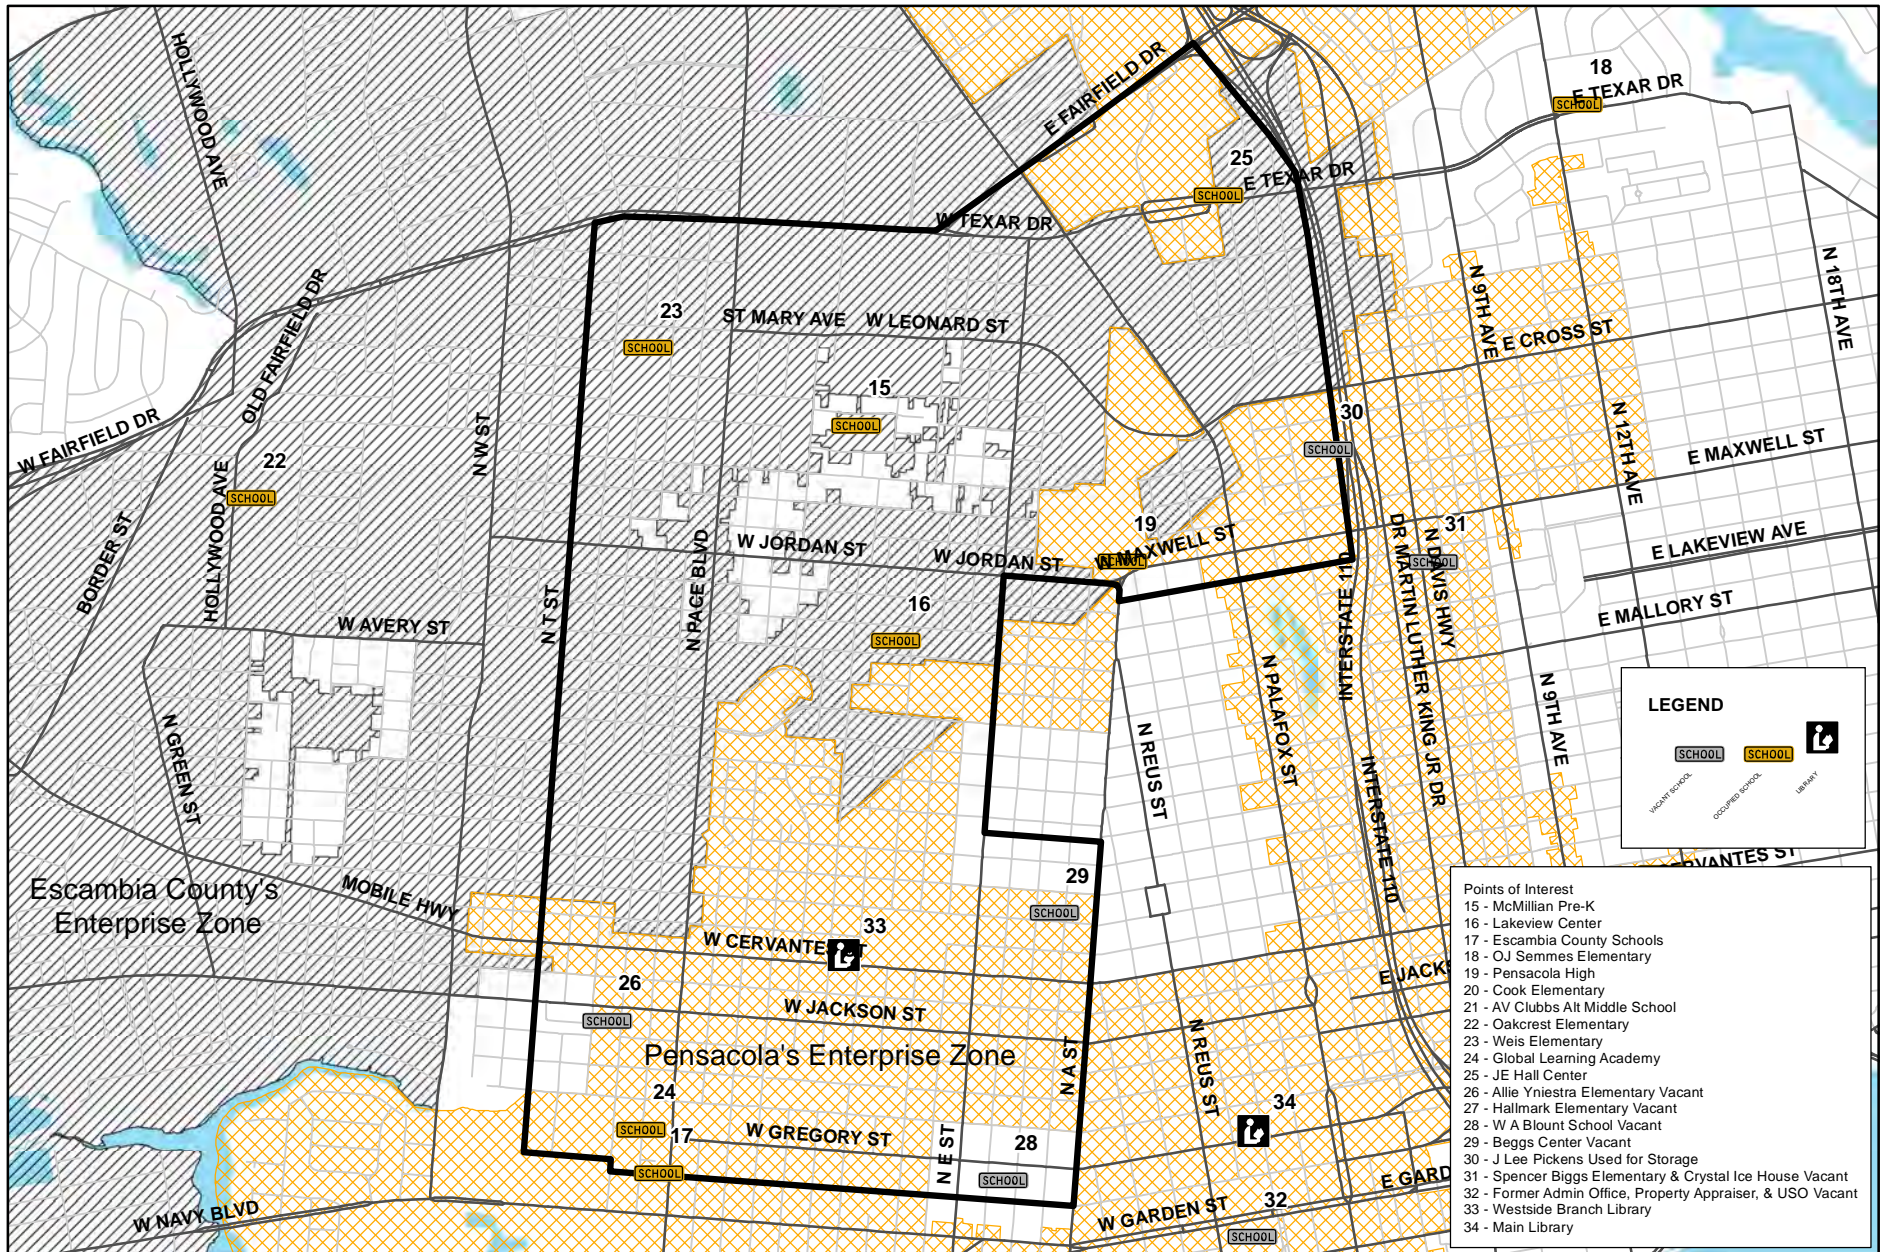 HOLLYWOOD AVE
E FAIRFIELD DR
18
E TEXAR DR
SCHOOL
25
E TEXAR DR
SCHOOL
W TEXAR DR
N 18TH AVE
N 9TH AVE
E CROSS ST
OLD FAIRFIELD DR
23
SCHOOL
ST MARY AVE
W LEONARD ST
15
SCHOOL
30
SCHOOL
N 12TH AVE
E MAXWELL ST
W FAIRFIELD DR
22
SCHOOL
N W ST
HOLLYWOOD AVE
BORDER ST
19
SCHOOL
W MAXWELL ST
31
SCHOOL
E LAKEVIEW AVE
W JORDAN ST
W JORDAN ST
N PACE BLVD
N T ST
16
SCHOOL
W AVERY ST
INTERSTATE 110
DR MARTIN LUTHER KING JR DR
N DAVIS HWY
E MALLORY ST
N GREEN ST
N REUS ST
N PALAFOX ST
N 9TH AVE
INTERSTATE 110
LEGEND
SCHOOL
SCHOOL
VACANT SCHOOL
OCCUPIED SCHOOL
LIBRARY
ERVANTES ST
Escambia County's
Enterprise Zone
MOBILE HWY
29
SCHOOL
33
W CERVANTES
26
SCHOOL
W JACKSON ST
E JACK
Pensacola's Enterprise Zone
N A ST
N REUS ST
24
SCHOOL
17
SCHOOL
W GREGORY ST
N E ST
28
SCHOOL
34
W NAVY BLVD
W GARDEN ST
32
SCHOOL
E GARD
Points of Interest
15 - McMillian Pre-K
16 - Lakeview Center
17 - Escambia County Schools
18 - OJ Semmes Elementary
19 - Pensacola High
20 - Cook Elementary
21 - AV Clubbs Alt Middle School
22 - Oakcrest Elementary
23 - Weis Elementary
24 - Global Learning Academy
25 - JE Hall Center
26 - Allie Yniestra Elementary Vacant
27 - Hallmark Elementary Vacant
28 - W A Blount School Vacant
29 - Beggs Center Vacant
30 - J Lee Pickens Used for Storage
31 - Spencer Biggs Elementary & Crystal Ice House Vacant
32 - Former Admin Office, Property Appraiser, & USO Vacant
33 - Westside Branch Library
34 - Main Library